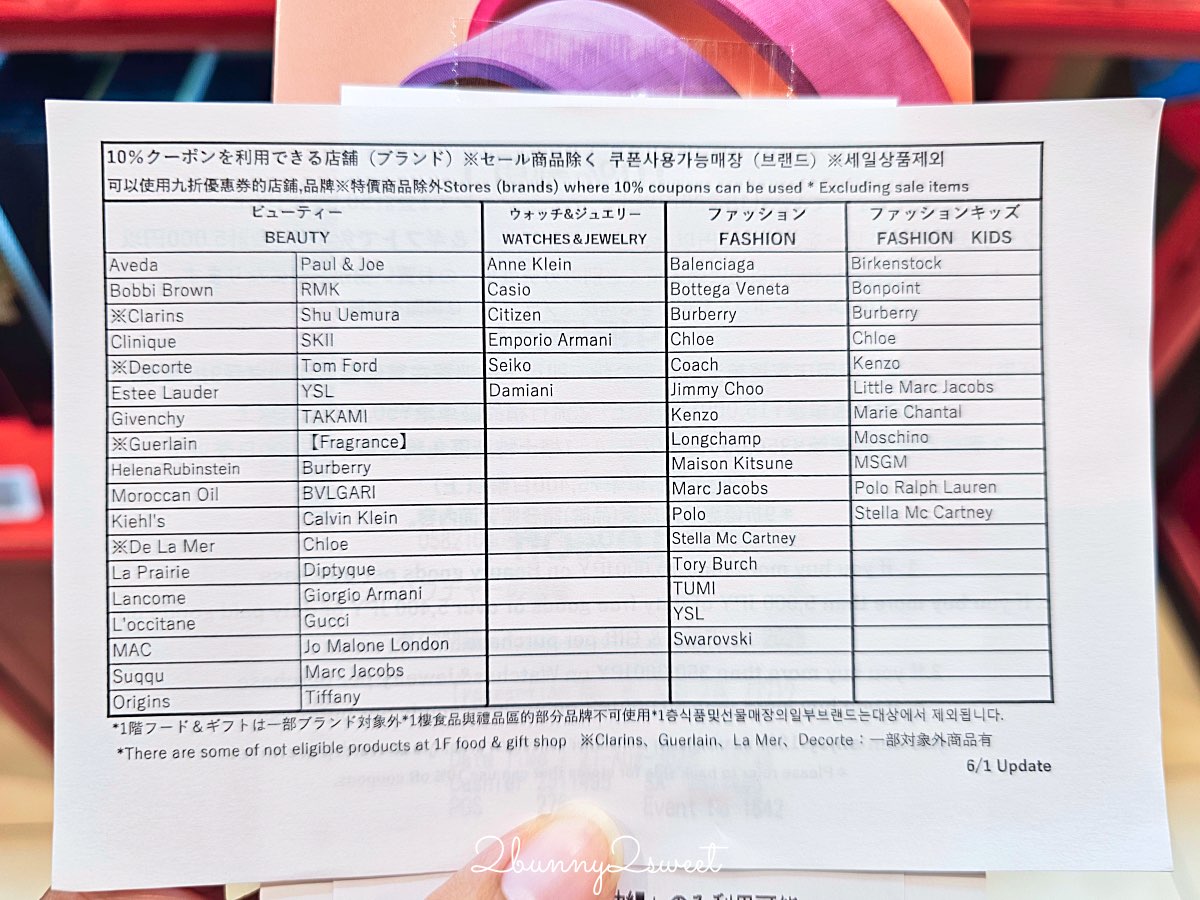 10%クーポンを利用できる店舗（ブランド）※セール商品除く 쿠폰사용가능매장（브랜드）※세일상품제외
可以使用九折優惠券的店鋪,品牌※特價商品除外Stores (brands) where 10% coupons can be used * Excluding sale items
ビューティー ウォッチ&ジュエリー ファッション ファッションキッズ
BEAUTY WATCHES&JEWELRY FASHION FASHION KIDS
Aveda Paul & Joe Anne Klein Balenciaga Birkenstock
Bobbi Brown RMK Casio Bottega Veneta Bonpoint
※Clarins Shu Uemura Citizen Burberry Burberry
Clinique SKII Emporio Armani Chloe Chloe
※Decorte Tom Ford Seiko Coach Kenzo
Estee Lauder YSL Damiani Jimmy Choo Little Marc Jacobs
Givenchy TAKAMI Kenzo Marie Chantal
※Guerlain 【Fragrance】 Longchamp Moschino
HelenaRubinstein Burberry Maison Kitsune MSGM
Moroccan Oil BVLGARI Marc Jacobs Polo Ralph Lauren
Kiehl's Calvin Klein Polo Stella Mc Cartney
※De La Mer Chloe Stella Mc Cartney
La Prairie Diptyque Tory Burch
Lancome Giorgio Armani TUMI
L'occitane Gucci YSL
MAC Jo Malone London Swarovski
Suqqu Marc Jacobs
Origins Tiffany
*1階フード＆ギフトは一部ブランド対象外*1樓食品與禮品區的部分品牌不可使用*1층식품및선물매장의일부브랜드는대상에서 제외됩니다.
*There are some of not eligible products at 1F food & gift shop ※Clarins、Guerlain、La Mer、Decorte：一部対象外商品有
6/1 Update
2bunny2sweet